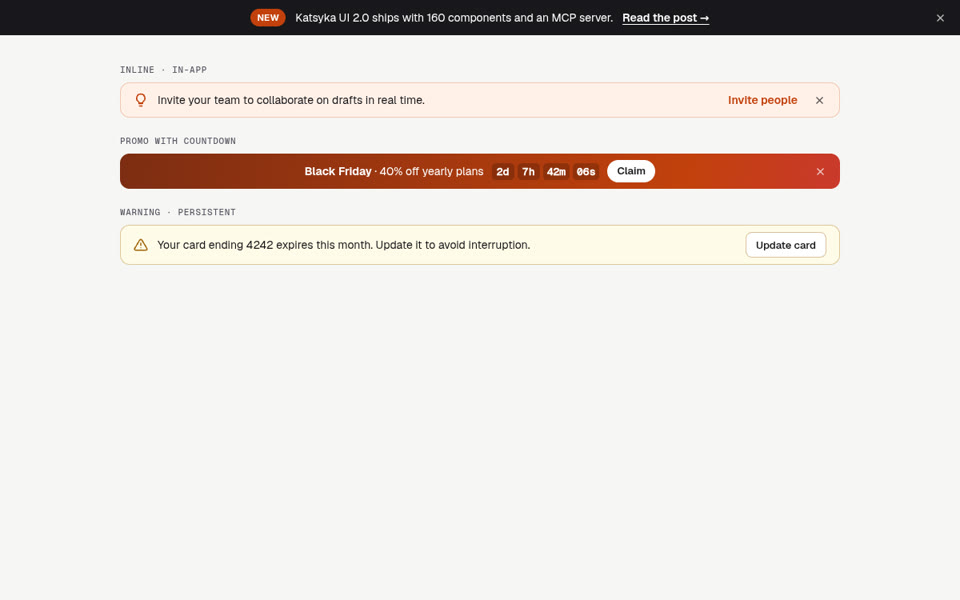 NEW Katsyka UI 2.0 ships with 160 components and an MCP server. Read the post →
INLINE · IN-APP
Invite your team to collaborate on drafts in real time. Invite people
PROMO WITH COUNTDOWN
Black Friday · 40% off yearly plans 2d 7h 42m 06s Claim
WARNING · PERSISTENT
Your card ending 4242 expires this month. Update it to avoid interruption. Update card